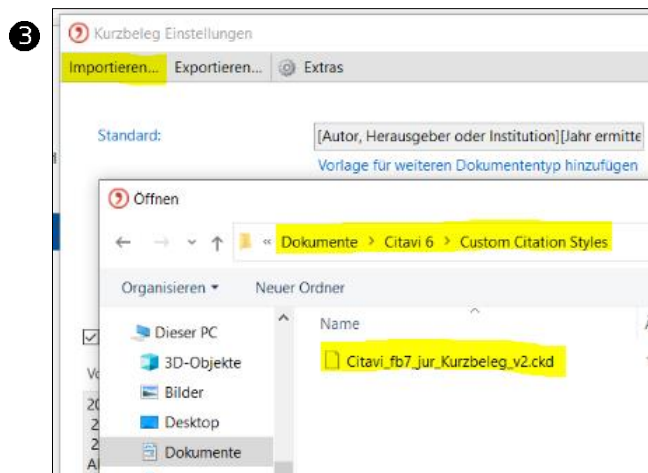 3
Kurzbeleg Einstellungen
Importieren... Exportieren... Extras
Standard: [Autor, Herausgeber oder Institution][Jahr ermitte
Vorlage für weiteren Dokumententyp hinzufügen
Öffnen
« Dokumente > Citavi 6 > Custom Citation Styles
Organisieren Neuer Ordner
Dieser PC Name
3D-Objekte Citavi_fb7_jur_Kurzbeleg_v2.ckd
Bilder
Desktop
Dokumente